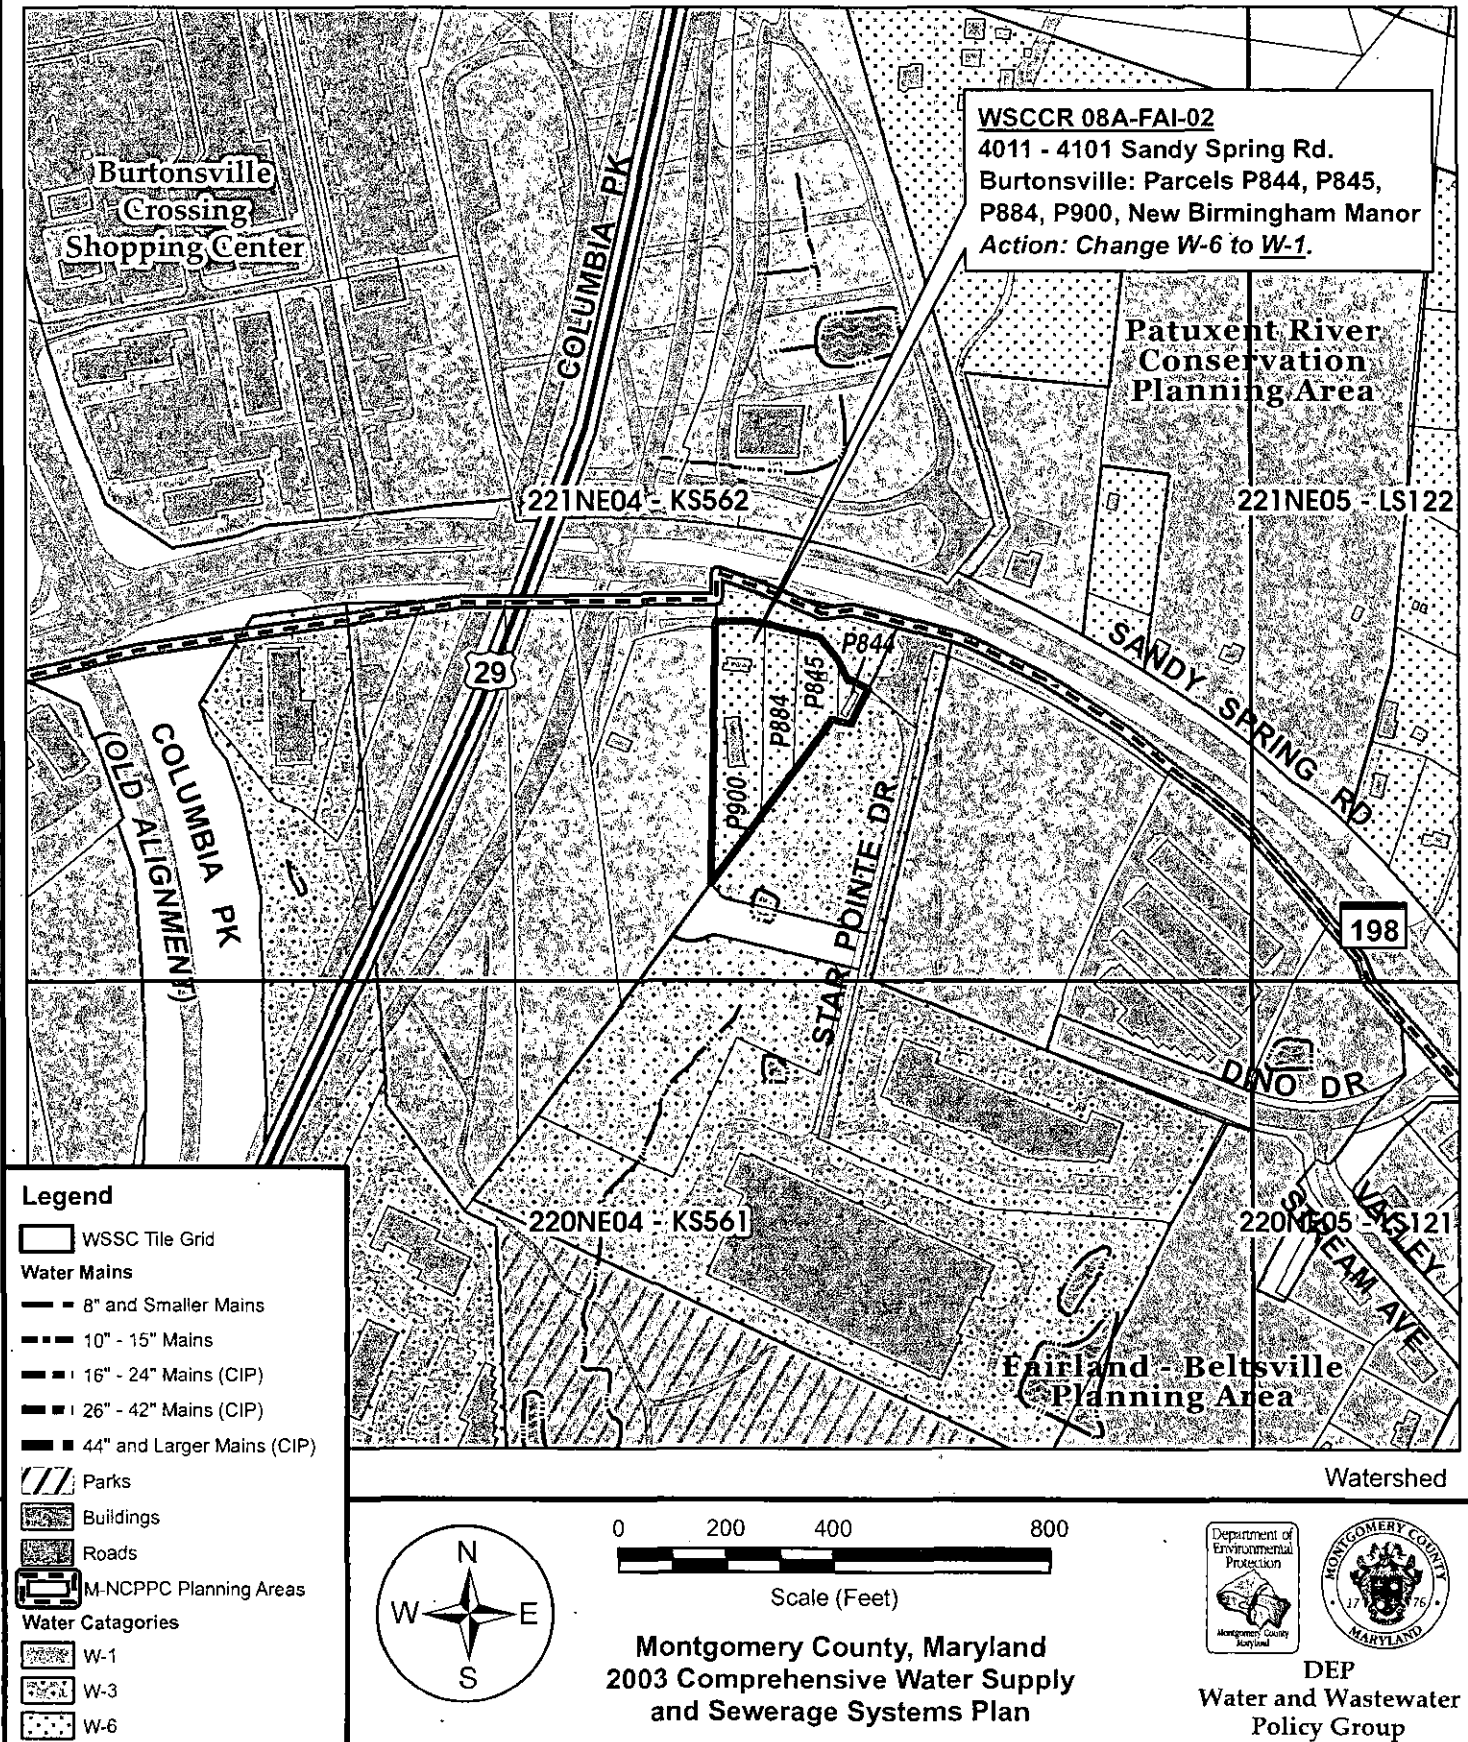 WSCCR 08A-FAI-02
4011 - 4101 Sandy Spring Rd.
Burtonsville: Parcels P844, P845,
P884, P900, New Birmingham Manor
Action: Change W-6 to W-1.
Burtonsville
Crossing
Shopping Center
COLUMBIA PK
Patuxent River
Conservation
Planning Area
221NE04 - KS562
221NE05 - LS122
29
P844
P845
P884
P900
SANDY SPRING RD
COLUMBIA PK
(OLD ALIGNMENT)
STAR POINTE DR
198
DINO DR
220NE04 - KS561
220NE05 - LS121
VALLEY
STREAM AVE
Fairland - Beltsville
Planning Area
Legend
WSSC Tile Grid
Water Mains
8" and Smaller Mains
10" - 15" Mains
16" - 24" Mains (CIP)
26" - 42" Mains (CIP)
44" and Larger Mains (CIP)
Parks
Buildings
Roads
M-NCPPC Planning Areas
Water Catagories
W-1
W-3
W-6
Watershed
N
W E
S
0 200 400 800
Scale (Feet)
Montgomery County, Maryland
2003 Comprehensive Water Supply
and Sewerage Systems Plan
Department of
Environmental
Protection
Montgomery County
Maryland
MONTGOMERY COUNTY
17 76
MARYLAND
DEP
Water and Wastewater
Policy Group